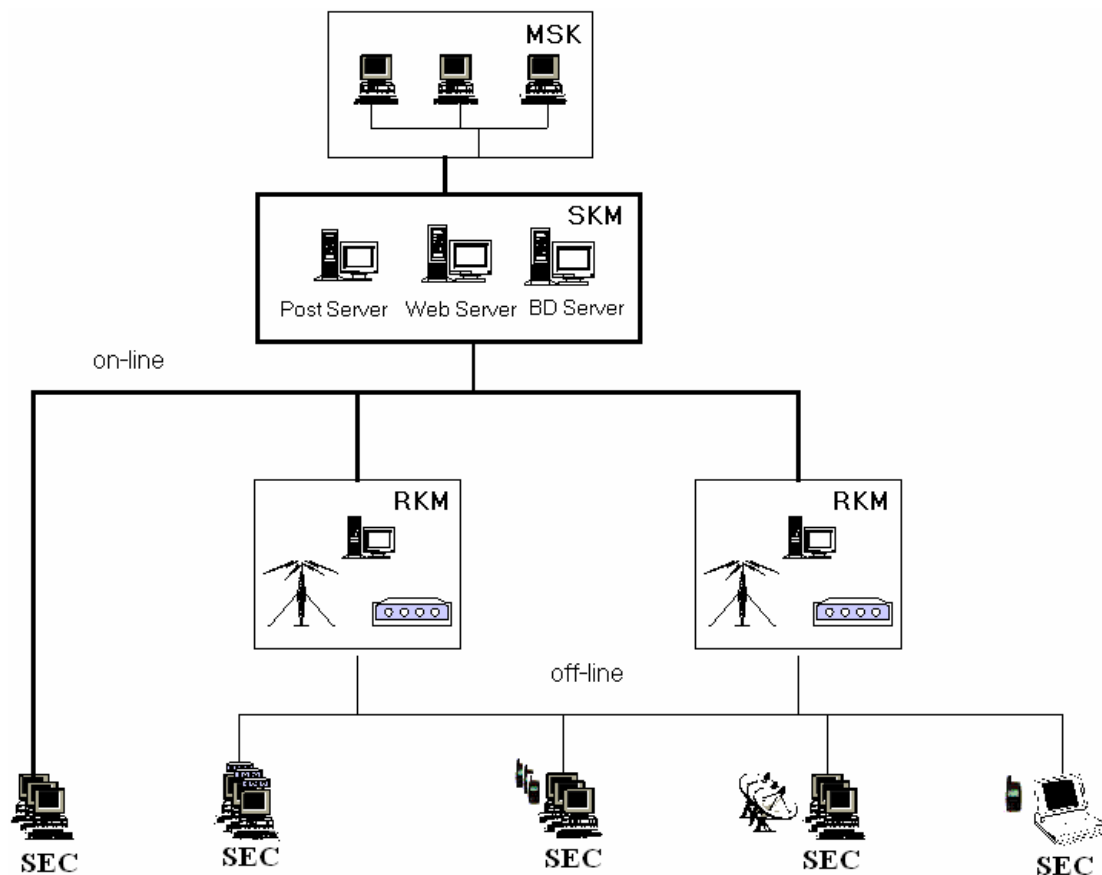 MSK
SKM
Post Server Web Server BD Server
on-line
RKM RKM
off-line
SEC SEC SEC SEC SEC